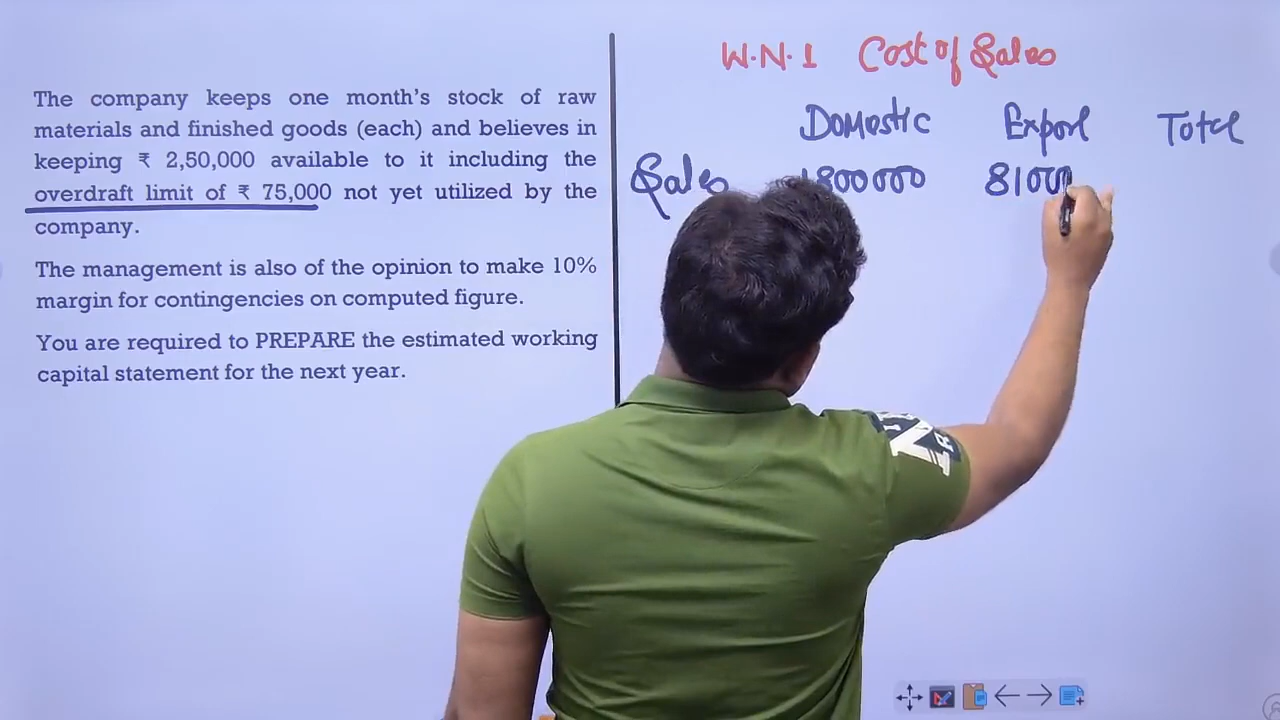 The company keeps one month's stock of raw
materials and finished goods (each) and believes in
keeping ₹ 2,50,000 available to it including the
overdraft limit of ₹ 75,000 not yet utilized by the
company.
The management is also of the opinion to make 10%
margin for contingencies on computed figure.
You are required to PREPARE the estimated working
capital statement for the next year.
W.N.1 Cost of Sales
Domestic Export Total
Sales 1800000 81000